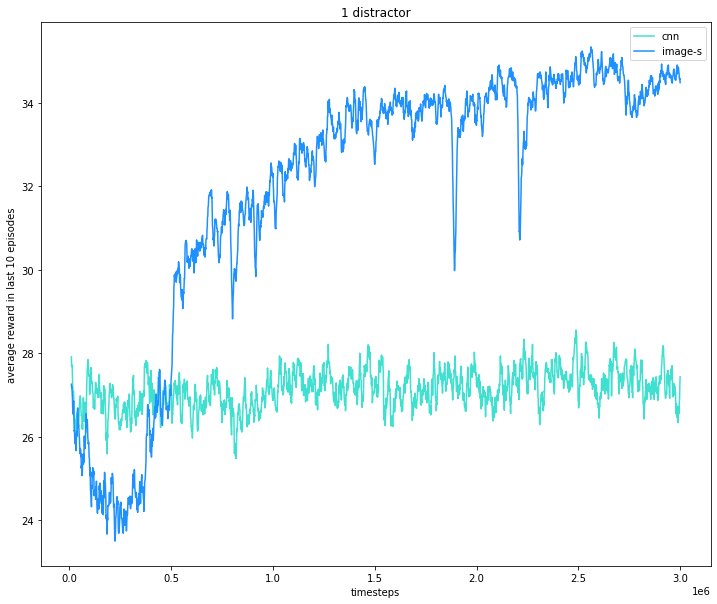 1 distractor
cnn
image-s
average reward in last 10 episodes
34
32
30
28
26
24
0.0 0.5 1.0 1.5 2.0 2.5 3.0
1e6
timesteps